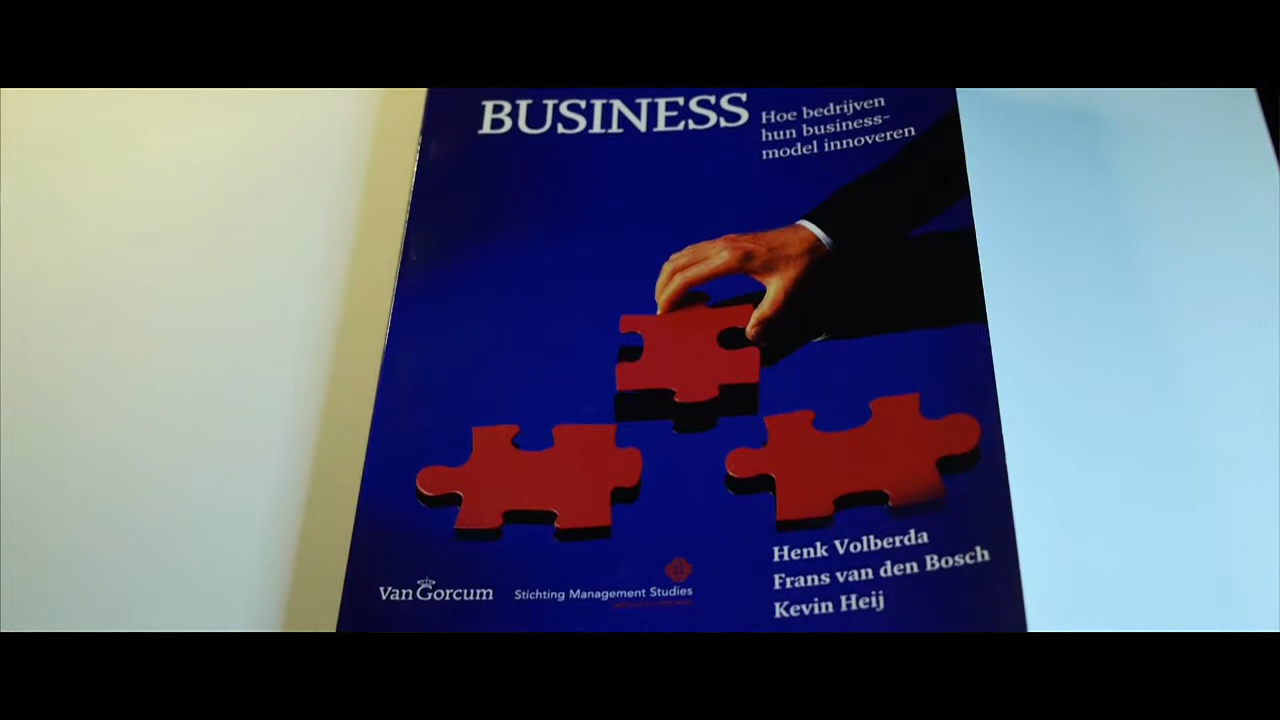 BUSINESS
Hoe bedrijven
hun business-
model innoveren
Henk Volberda
Frans van den Bosch
Kevin Heij
Van Gorcum
Stichting Management Studies